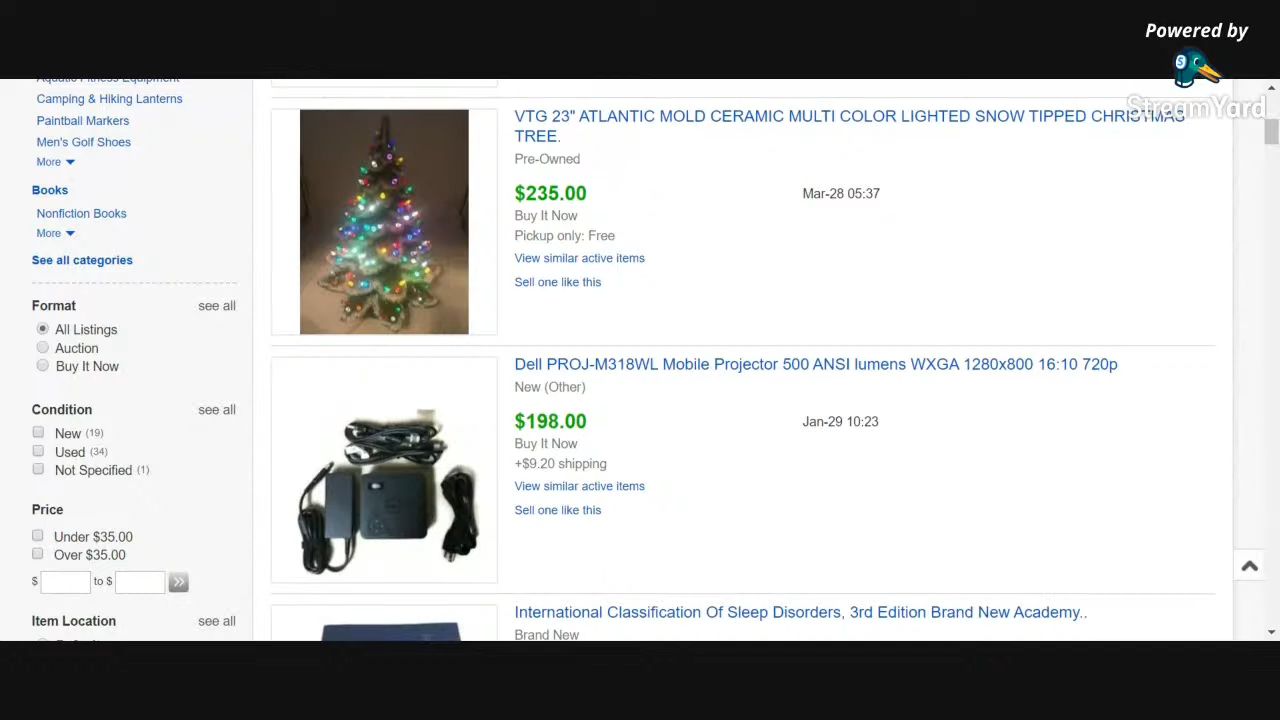 Powered by
StreamYard
Aquatic Fitness Equipment
Camping & Hiking Lanterns
Paintball Markers
Men's Golf Shoes
More
Books
Nonfiction Books
More
See all categories
Format see all
All Listings
Auction
Buy It Now
Condition see all
New (19)
Used (34)
Not Specified (1)
Price
Under $35.00
Over $35.00
$ to $
Item Location see all
VTG 23" ATLANTIC MOLD CERAMIC MULTI COLOR LIGHTED SNOW TIPPED CHRISTMAS
TREE.
Pre-Owned
$235.00 Mar-28 05:37
Buy It Now
Pickup only: Free
View similar active items
Sell one like this
Dell PROJ-M318WL Mobile Projector 500 ANSI lumens WXGA 1280x800 16:10 720p
New (Other)
$198.00 Jan-29 10:23
Buy It Now
+$9.20 shipping
View similar active items
Sell one like this
International Classification Of Sleep Disorders, 3rd Edition Brand New Academy..
Brand New